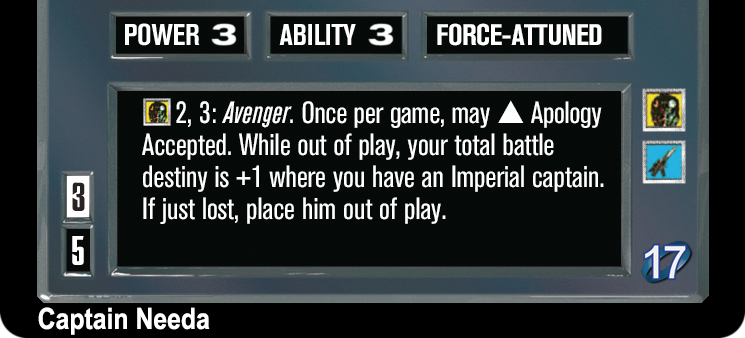 POWER 3 ABILITY 3 FORCE-ATTUNED
2, 3: Avenger. Once per game, may ▲ Apology
Accepted. While out of play, your total battle
destiny is +1 where you have an Imperial captain.
If just lost, place him out of play.
3
5
17
Captain Needa